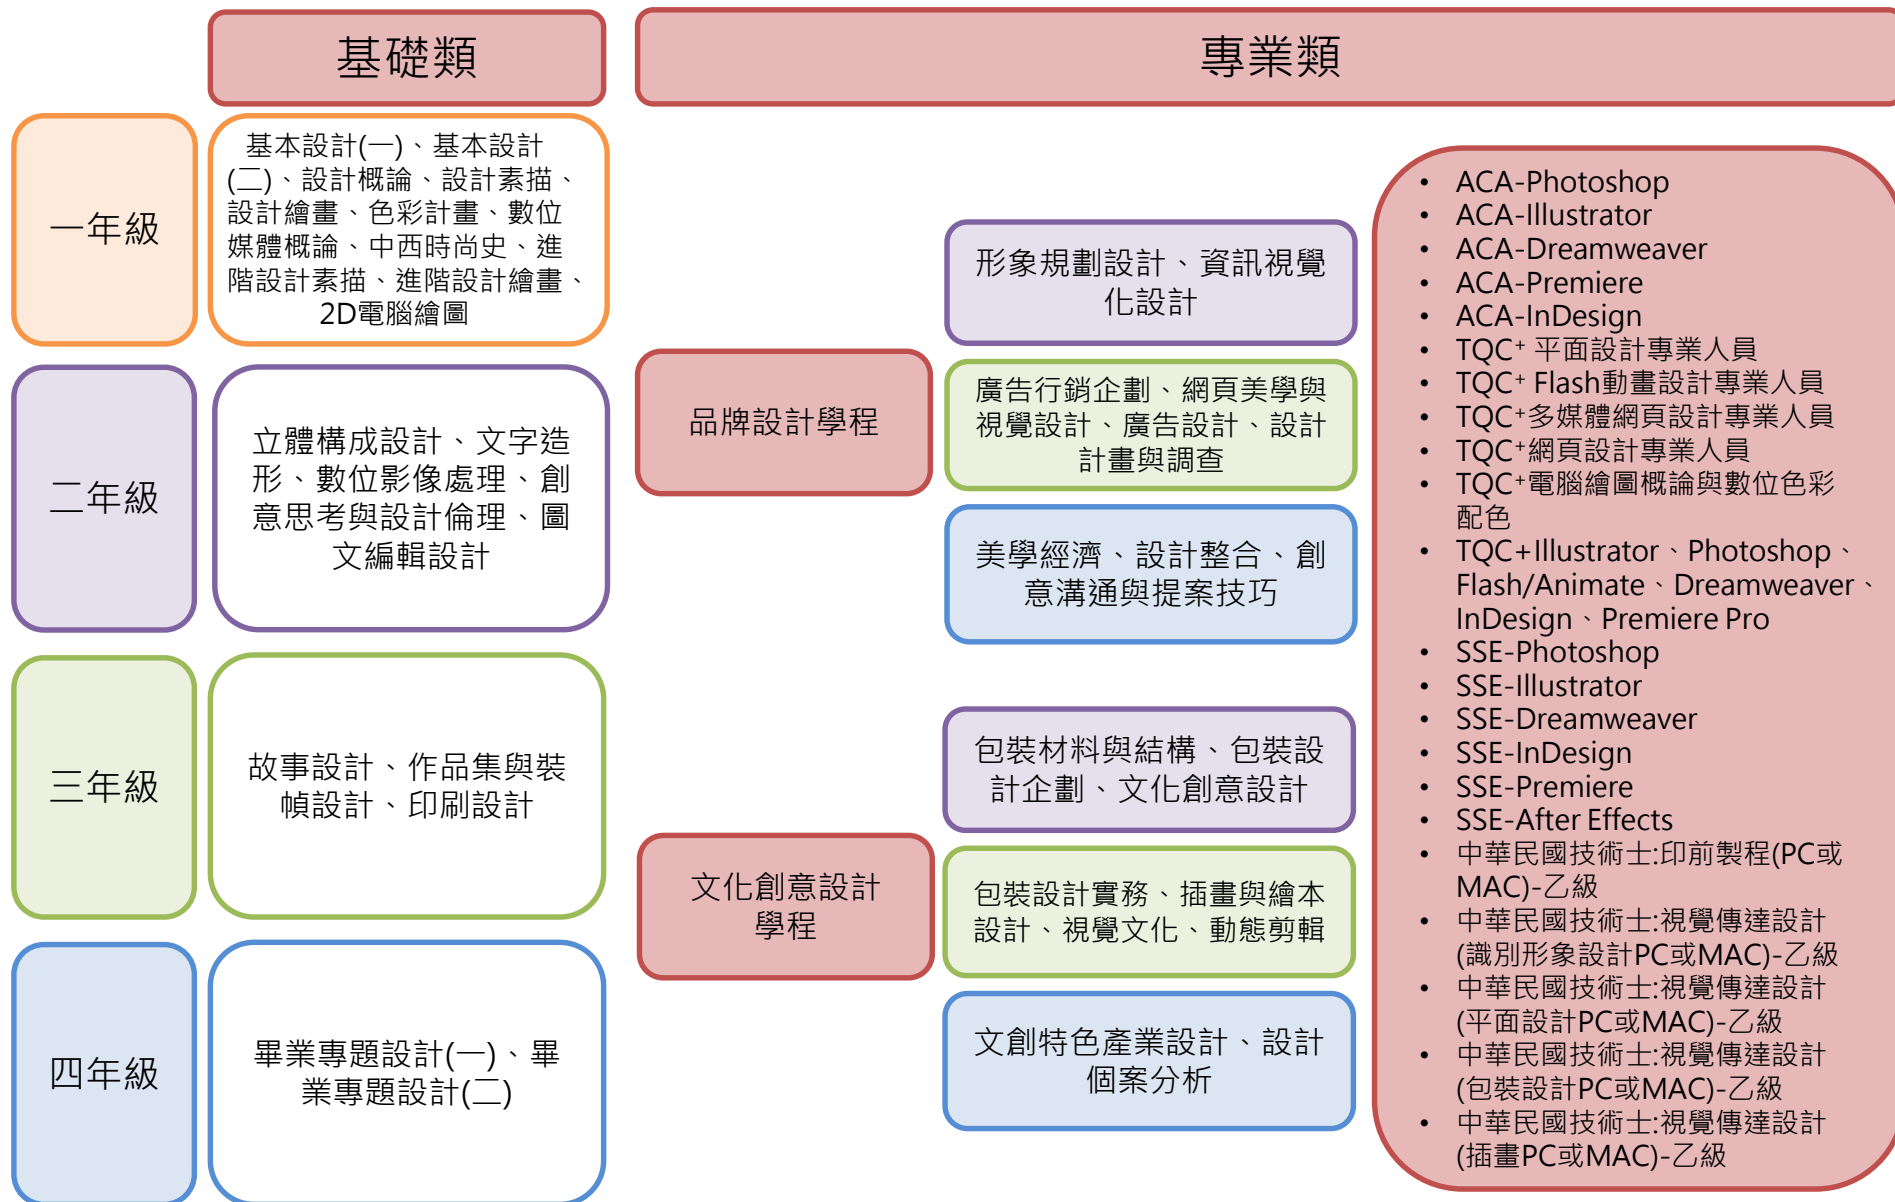 基礎類
專業類
一年級
基本設計(一)、基本設計
(二)、設計概論、設計素描、
設計繪畫、色彩計畫、數位
媒體概論、中西時尚史、進
階設計素描、進階設計繪畫、
2D電腦繪圖
二年級
立體構成設計、文字造
形、數位影像處理、創
意思考與設計倫理、圖
文編輯設計
三年級
故事設計、作品集與裝
幀設計、印刷設計
四年級
畢業專題設計(一)、畢
業專題設計(二)
品牌設計學程
形象規劃設計、資訊視覺
化設計
廣告行銷企劃、網頁美學與
視覺設計、廣告設計、設計
計畫與調查
美學經濟、設計整合、創
意溝通與提案技巧
文化創意設計
學程
包裝材料與結構、包裝設
計企劃、文化創意設計
包裝設計實務、插畫與繪本
設計、視覺文化、動態剪輯
文創特色產業設計、設計
個案分析
• ACA-Photoshop
• ACA-Illustrator
• ACA-Dreamweaver
• ACA-Premiere
• ACA-InDesign
• TQC⁺ 平面設計專業人員
• TQC⁺ Flash動畫設計專業人員
• TQC⁺多媒體網頁設計專業人員
• TQC⁺網頁設計專業人員
• TQC⁺電腦繪圖概論與數位色彩
配色
• TQC+Illustrator、Photoshop、
Flash/Animate、Dreamweaver、
InDesign、Premiere Pro
• SSE-Photoshop
• SSE-Illustrator
• SSE-Dreamweaver
• SSE-InDesign
• SSE-Premiere
• SSE-After Effects
• 中華民國技術士:印前製程(PC或
MAC)-乙級
• 中華民國技術士:視覺傳達設計
(識別形象設計PC或MAC)-乙級
• 中華民國技術士:視覺傳達設計
(平面設計PC或MAC)-乙級
• 中華民國技術士:視覺傳達設計
(包裝設計PC或MAC)-乙級
• 中華民國技術士:視覺傳達設計
(插畫PC或MAC)-乙級